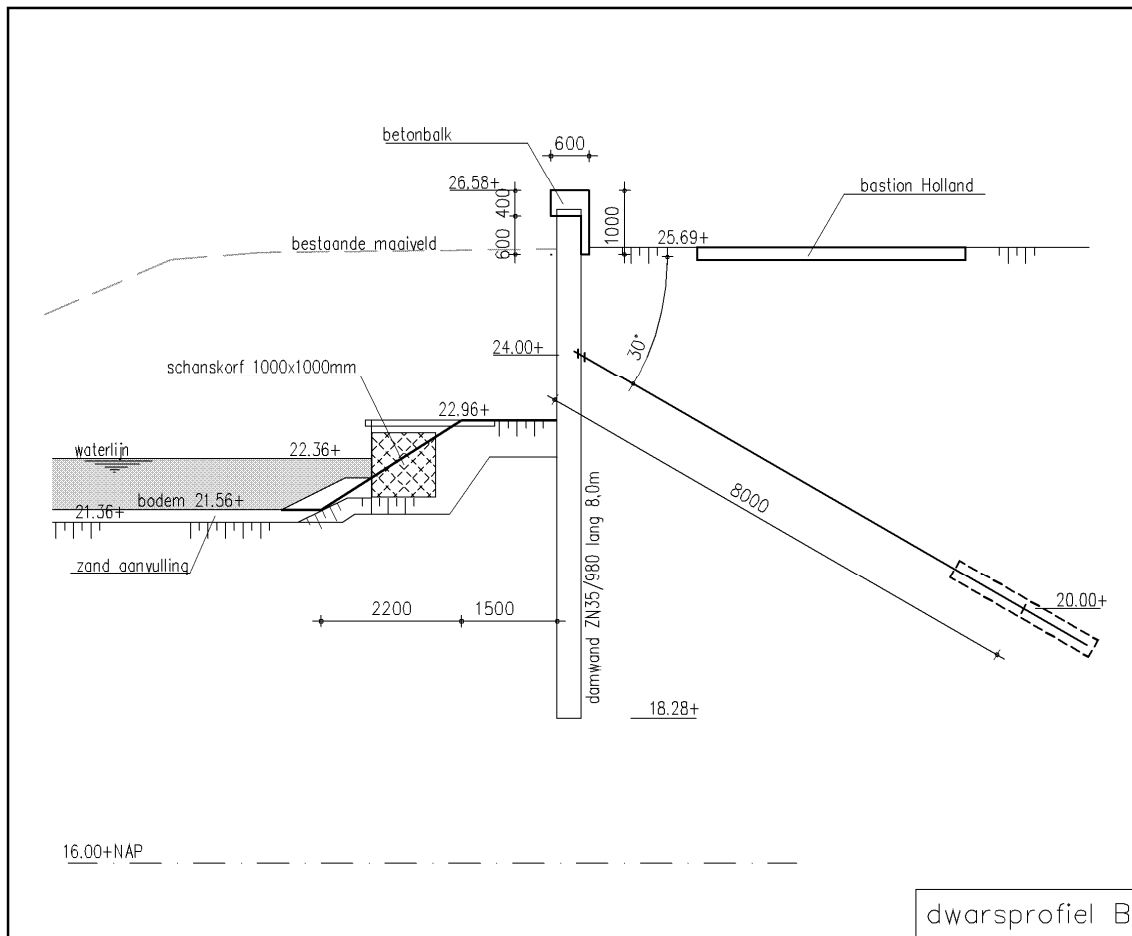 betonbalk
600
26.58+
400
600
1000
bastion Holland
25.69+
bestaande maaiveld
30°
24.00+
schanskorf 1000x1000mm
22.96+
waterlijn
22.36+
bodem 21.56+
21.36+
zand aanvulling
8000
damwand ZN35/980 lang 8,0m
20.00+
2200
1500
18.28+
16.00+NAP
dwarsprofiel B